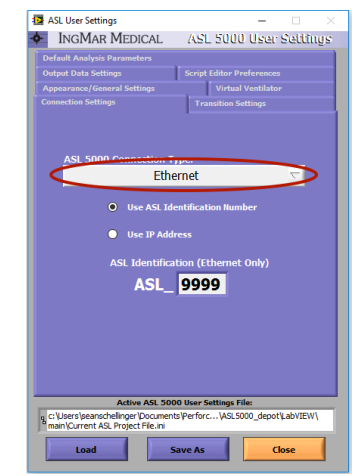 ASL User Settings
INGMAR MEDICAL ASL 5000 User Settings
Default Analysis Parameters
Output Data Settings Script Editor Preferences
Appearance/General Settings Virtual Ventilator
Connection Settings Transition Settings
ASL 5000 Connection Type:
Ethernet
Use ASL Identification Number
Use IP Address
ASL Identification (Ethernet Only)
ASL_ 9999
Active ASL 5000 User Settings File:
c:\Users\seanschellinger\Documents\Perforc...\ASL5000_depot\LabVIEW\
main\Current ASL Project File.ini
Load Save As Close